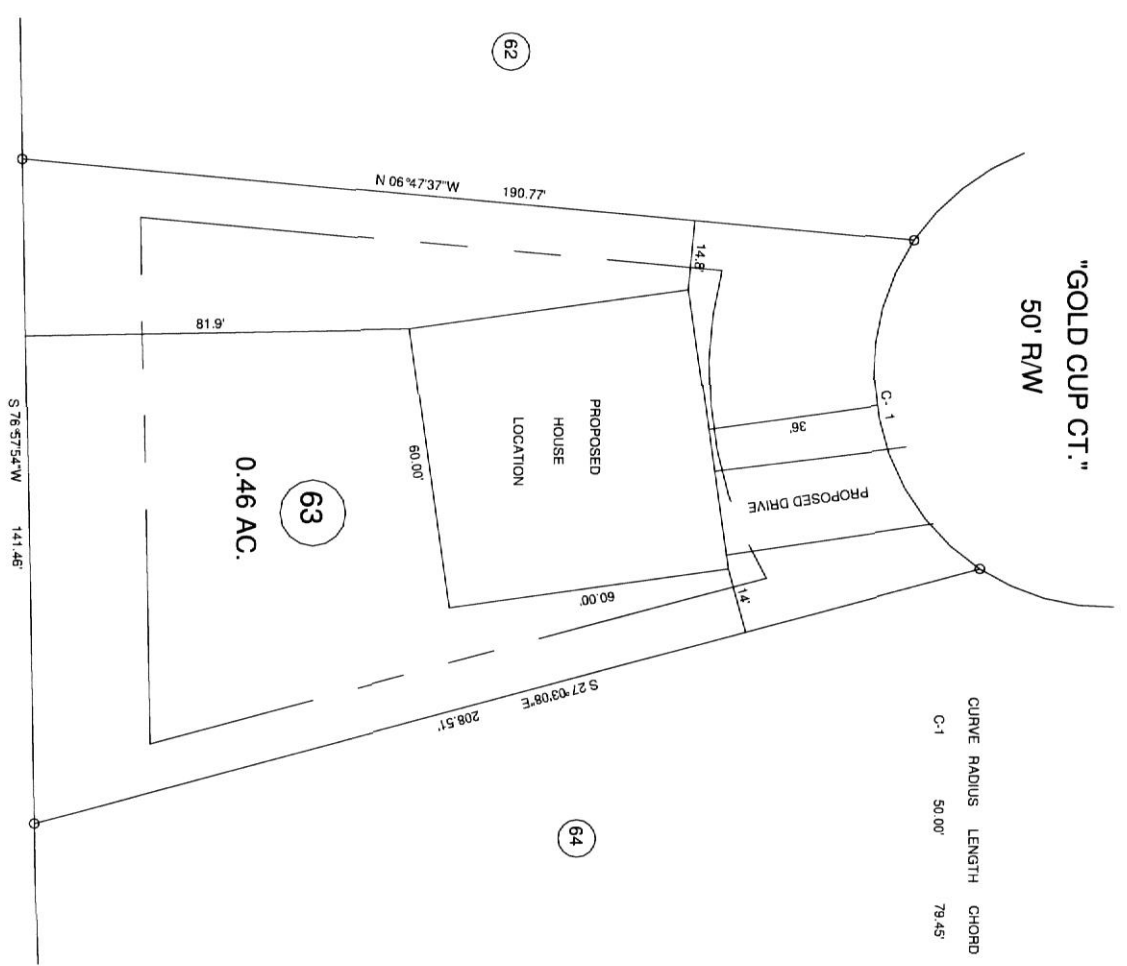 "GOLD CUP CT."
50' R/W
CURVE RADIUS LENGTH CHORD
C-1 50.00' 79.45'
62
N 06°47'37"W 190.77'
14.8'
C- 1
36'
PROPOSED DRIVE
14'
PROPOSED
HOUSE
LOCATION
60.00'
60.00'
81.9'
63
0.46 AC.
S 27°03'08"E 208.51'
64
S 76°57'54"W 141.46'